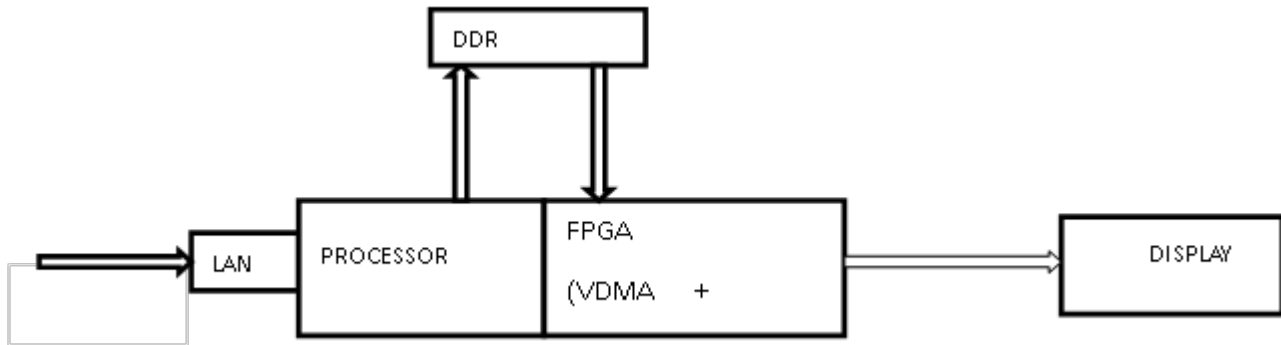 DDR
LAN
PROCESSOR
FPGA
(VDMA +
DISPLAY